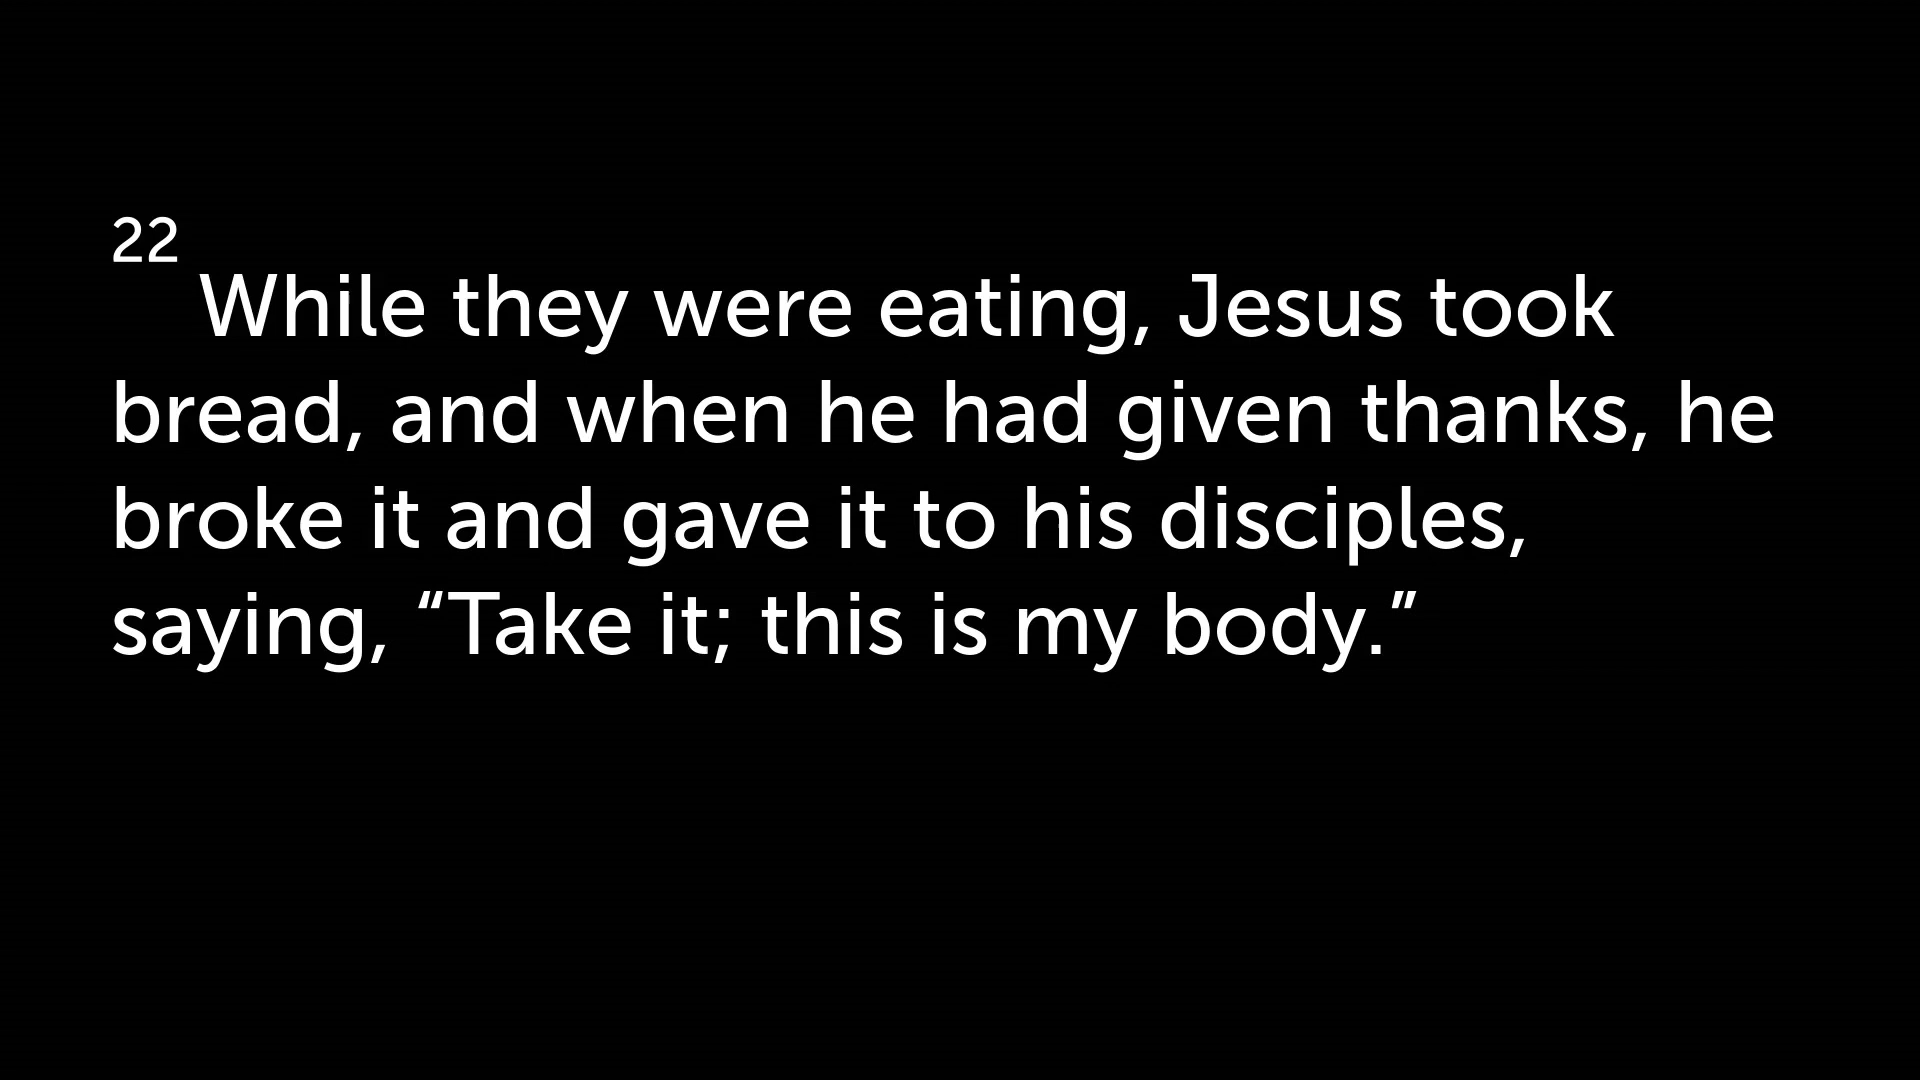 22 While they were eating, Jesus took
bread, and when he had given thanks, he
broke it and gave it to his disciples,
saying, “Take it; this is my body.”